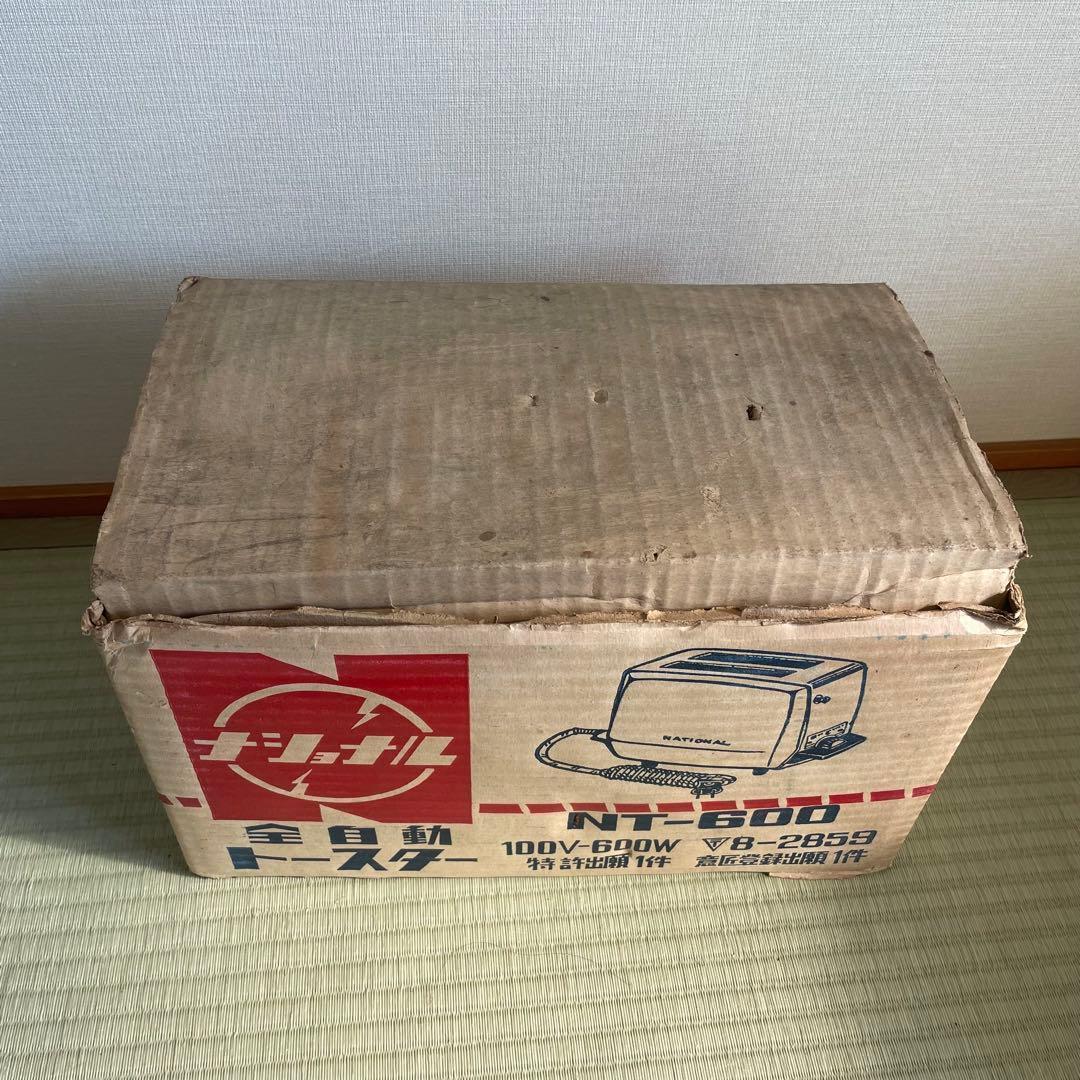 ナショナル
NATIONAL
全自動
トースター
NT-600
100V-600W 〒8-2859
特許出願1件 意匠登録出願1件